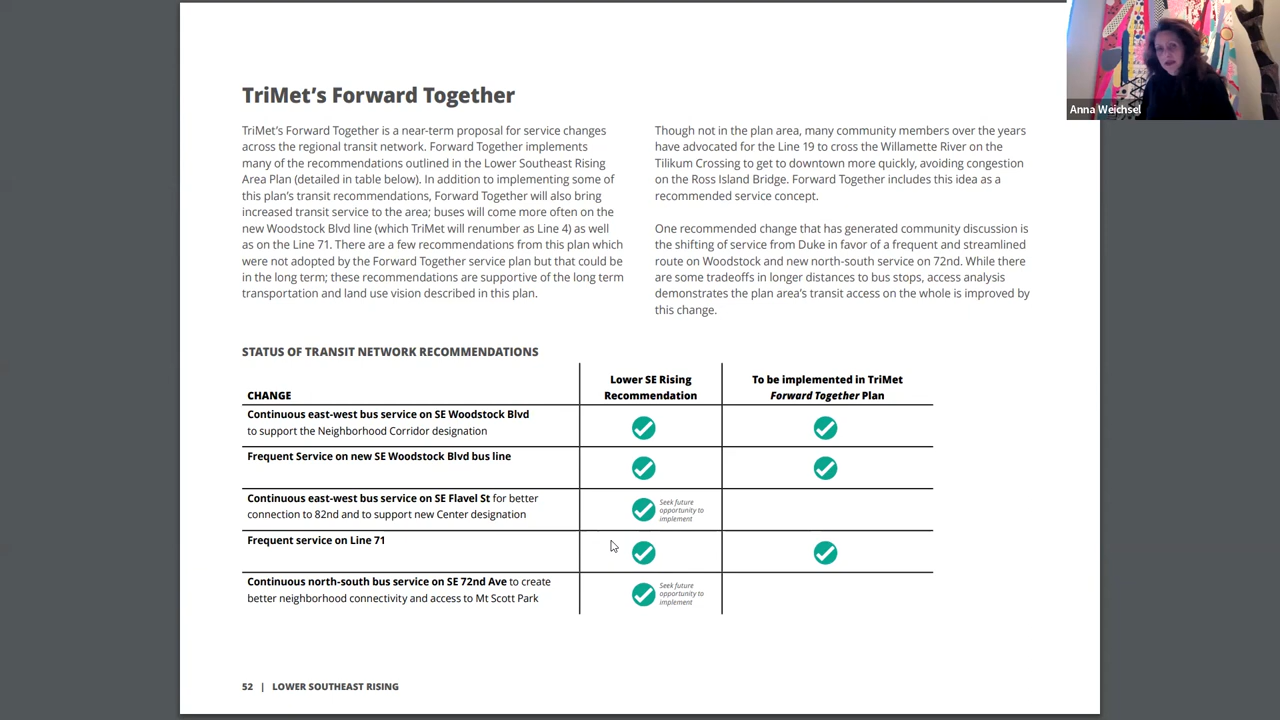 TriMet's Forward Together
TriMet's Forward Together is a near-term proposal for service changes
across the regional transit network. Forward Together implements
many of the recommendations outlined in the Lower Southeast Rising
Area Plan (detailed in table below). In addition to implementing some of
this plan's transit recommendations, Forward Together will also bring
increased transit service to the area; buses will come more often on the
new Woodstock Blvd line (which TriMet will renumber as Line 4) as well
as on the Line 71. There are a few recommendations from this plan which
were not adopted by the Forward Together service plan but that could be
in the long term; these recommendations are supportive of the long term
transportation and land use vision described in this plan.
Though not in the plan area, many community members over the years
have advocated for the Line 19 to cross the Willamette River on the
Tilikum Crossing to get to downtown more quickly, avoiding congestion
on the Ross Island Bridge. Forward Together includes this idea as a
recommended service concept.
One recommended change that has generated community discussion is
the shifting of service from Duke in favor of a frequent and streamlined
route on Woodstock and new north-south service on 72nd. While there
are some tradeoffs in longer distances to bus stops, access analysis
demonstrates the plan area's transit access on the whole is improved by
this change.
STATUS OF TRANSIT NETWORK RECOMMENDATIONS
CHANGE
Lower SE Rising
Recommendation
To be implemented in TriMet
Forward Together Plan
Continuous east-west bus service on SE Woodstock Blvd
to support the Neighborhood Corridor designation
Frequent Service on new SE Woodstock Blvd bus line
Continuous east-west bus service on SE Flavel St for better
connection to 82nd and to support new Center designation
Seek future
opportunity to
implement
Frequent service on Line 71
Continuous north-south bus service on SE 72nd Ave to create
better neighborhood connectivity and access to Mt Scott Park
Seek future
opportunity to
implement
52 | LOWER SOUTHEAST RISING
Anna Weichsel